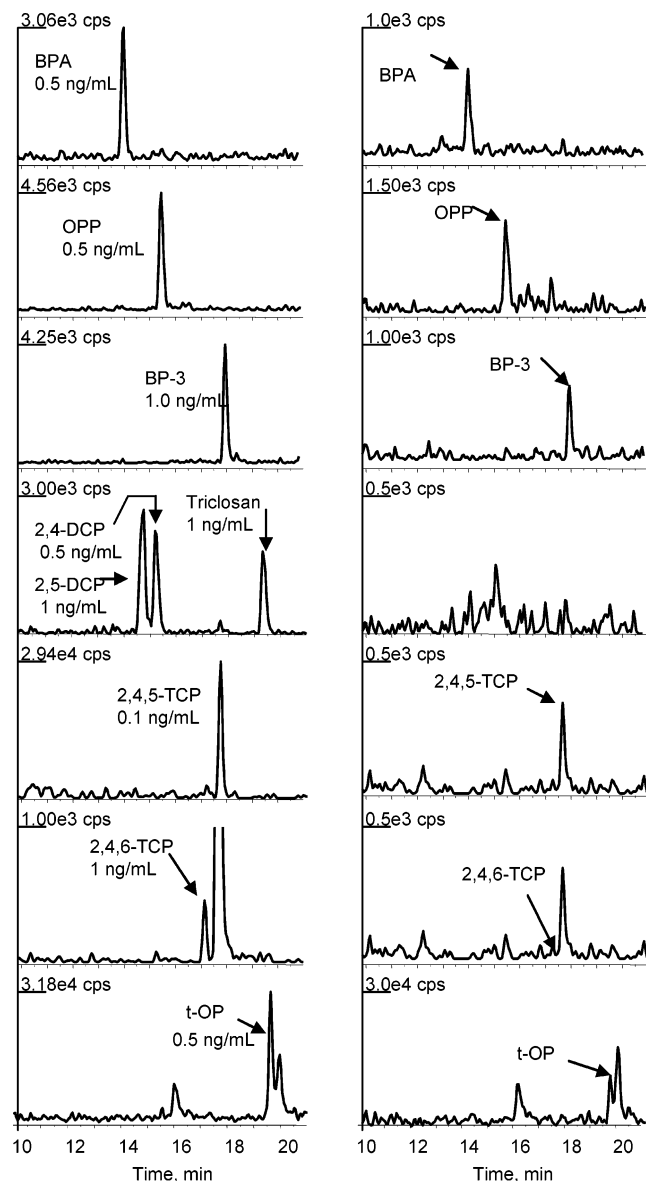 3.06e3 cps
BPA
0.5 ng/mL
4.56e3 cps
OPP
0.5 ng/mL
4.25e3 cps
BP-3
1.0 ng/mL
3.00e3 cps
2,4-DCP
0.5 ng/mL
2,5-DCP
1 ng/mL
Triclosan
1 ng/mL
2.94e4 cps
2,4,5-TCP
0.1 ng/mL
1.00e3 cps
2,4,6-TCP
1 ng/mL
3.18e4 cps
t-OP
0.5 ng/mL
10 12 14 16 18 20
Time, min
1.0e3 cps
BPA
1.50e3 cps
OPP
1.00e3 cps
BP-3
0.5e3 cps
0.5e3 cps
2,4,5-TCP
0.5e3 cps
2,4,6-TCP
3.0e4 cps
t-OP
10 12 14 16 18 20
Time, min